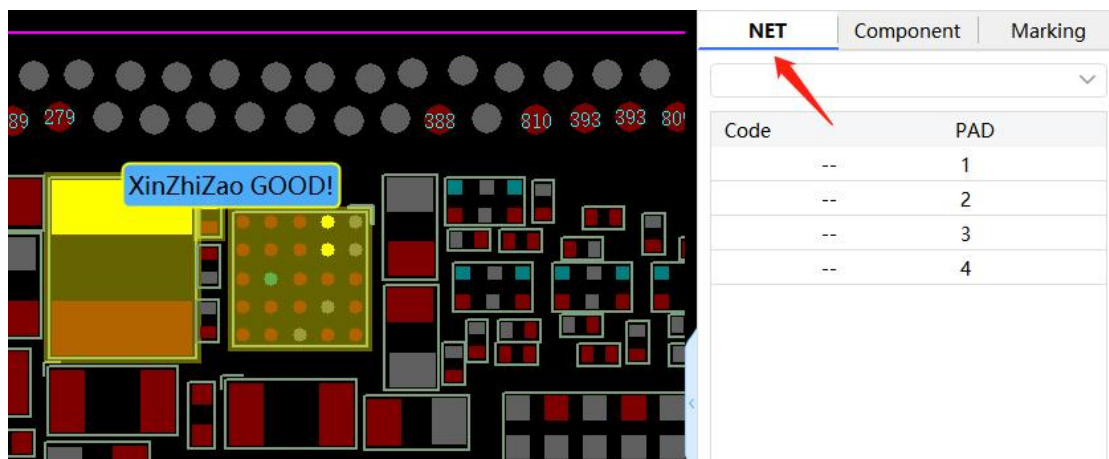 NET Component Marking
89 279 388 810 393 393 80
XinZhiZao GOOD!
Code PAD
-- 1
-- 2
-- 3
-- 4